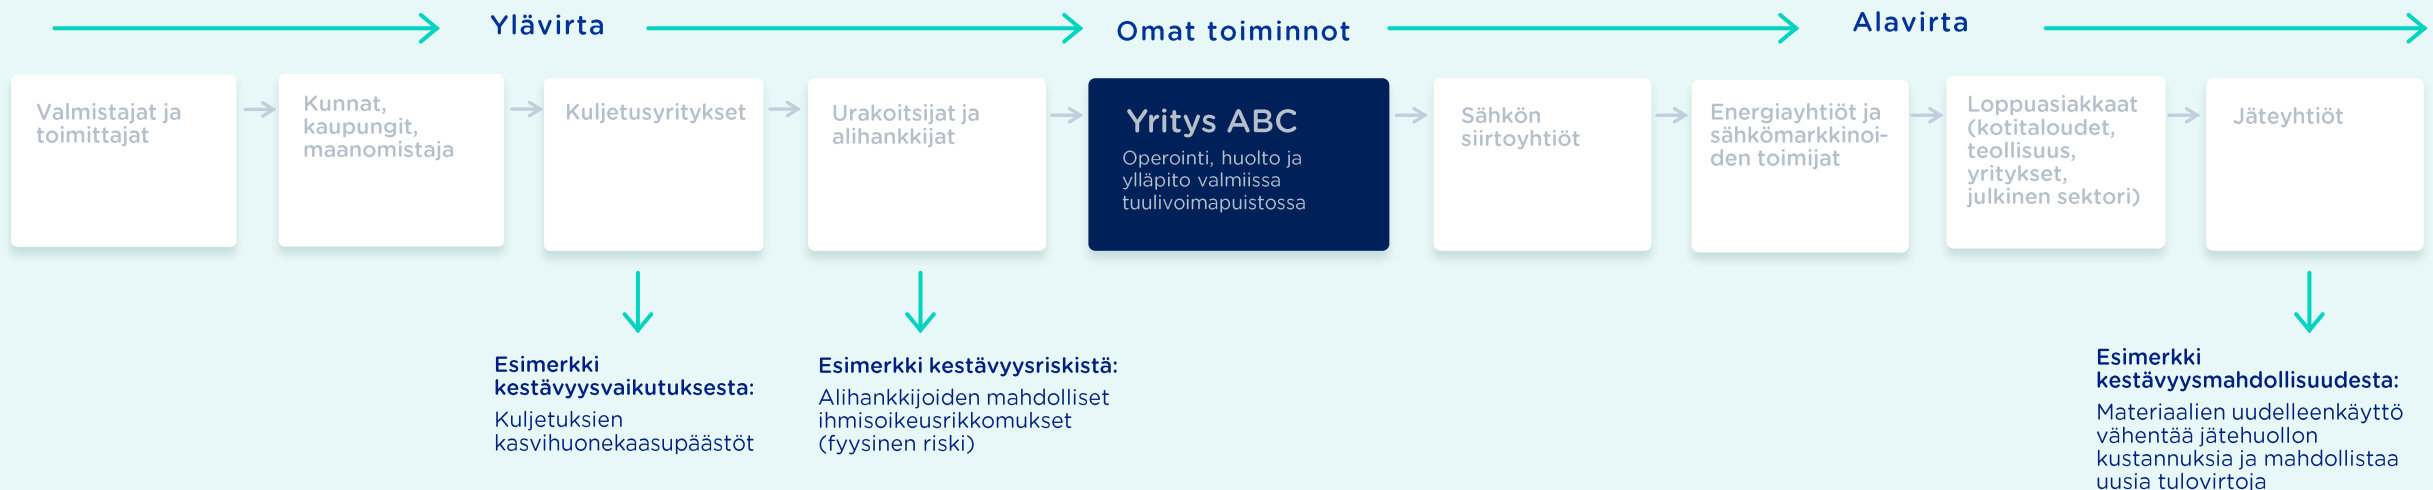 Ylävirta
Omat toiminnot
Alavirta
Valmistajat ja
toimittajat
Kunnat,
kaupungit,
maanomistaja
Kuljetusyritykset
Urakoitsijat ja
alihankkijat
Yritys ABC
Operointi, huolto ja
ylläpito valmiissa
tuulivoimapuistossa
Sähkön
siirtoyhtiöt
Energiayhtiöt ja
sähkömarkkinoi-
den toimijat
Loppuasiakkaat
(kotitaloudet,
teollisuus,
yritykset,
julkinen sektori)
Jäteyhtiöt
Esimerkki
kestävyysvaikutuksesta:
Kuljetuksien
kasvihuonekaasupäästöt
Esimerkki kestävyysriskistä:
Alihankkijoiden mahdolliset
ihmisoikeusrikkomukset
(fyysinen riski)
Esimerkki
kestävyysmahdollisuudesta:
Materiaalien uudelleenkäyttö
vähentää jätehuollon
kustannuksia ja mahdollistaa
uusia tulovirtoja